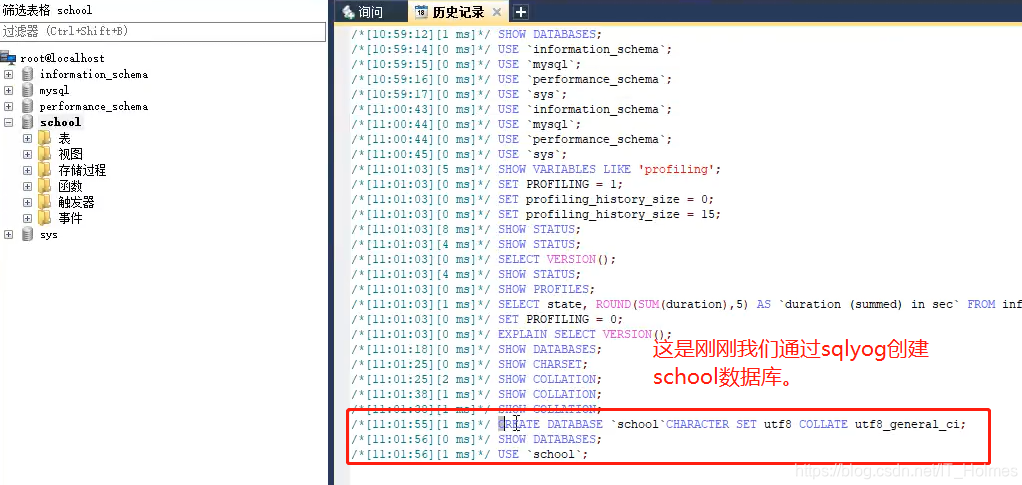 筛选表格 school
过滤器 (Ctrl+Shift+B)
root@localhost
information_schema
mysql
performance_schema
school
表
视图
存储过程
函数
触发器
事件
sys
询问
历史记录
/*[10:59:12][1 ms]*/ SHOW DATABASES;
/*[10:59:14][0 ms]*/ USE `information_schema`;
/*[10:59:15][0 ms]*/ USE `mysql`;
/*[10:59:16][0 ms]*/ USE `performance_schema`;
/*[10:59:17][0 ms]*/ USE `sys`;
/*[11:00:43][0 ms]*/ USE `information_schema`;
/*[11:00:44][0 ms]*/ USE `mysql`;
/*[11:00:44][0 ms]*/ USE `performance_schema`;
/*[11:00:45][0 ms]*/ USE `sys`;
/*[11:01:03][5 ms]*/ SHOW VARIABLES LIKE 'profiling';
/*[11:01:03][0 ms]*/ SET PROFILING = 1;
/*[11:01:03][0 ms]*/ SET profiling_history_size = 0;
/*[11:01:03][0 ms]*/ SET profiling_history_size = 15;
/*[11:01:03][8 ms]*/ SHOW STATUS;
/*[11:01:03][4 ms]*/ SHOW STATUS;
/*[11:01:03][0 ms]*/ SELECT VERSION();
/*[11:01:03][4 ms]*/ SHOW STATUS;
/*[11:01:03][0 ms]*/ SHOW PROFILES;
/*[11:01:03][1 ms]*/ SELECT state, ROUND(SUM(duration),5) AS `duration (summed) in sec` FROM inf
/*[11:01:03][0 ms]*/ SET PROFILING = 0;
/*[11:01:03][0 ms]*/ EXPLAIN SELECT VERSION();
/*[11:01:18][0 ms]*/ SHOW DATABASES;
/*[11:01:25][0 ms]*/ SHOW CHARSET;
/*[11:01:25][2 ms]*/ SHOW COLLATION;
/*[11:01:38][1 ms]*/ SHOW COLLATION;
/*[11:01:38][1 ms]*/ SHOW COLLATION;
/*[11:01:55][1 ms]*/ CREATE DATABASE `school`CHARACTER SET utf8 COLLATE utf8_general_ci;
/*[11:01:56][0 ms]*/ SHOW DATABASES;
/*[11:01:56][1 ms]*/ USE `school`;
这是刚刚我们通过sqlyog创建
school数据库。
https://blog.csdn.net/IT_Holmes